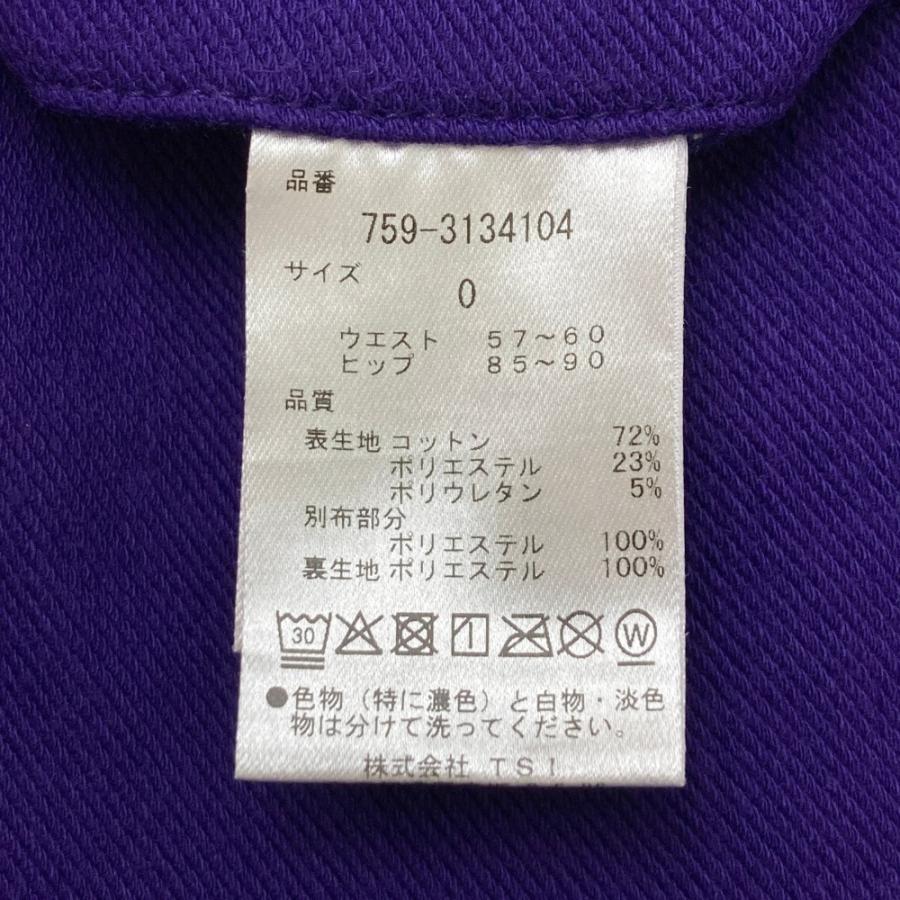 品番
759-3134104
サイズ
0
ウエスト 57～60
ヒップ 85～90
品質
表生地 コットン 72%
ポリエステル 23%
ポリウレタン 5%
別布部分
ポリエステル 100%
裏生地 ポリエステル 100%
30 W
●色物（特に濃色）と白物・淡色
物は分けて洗ってください。
株式会社 TSI